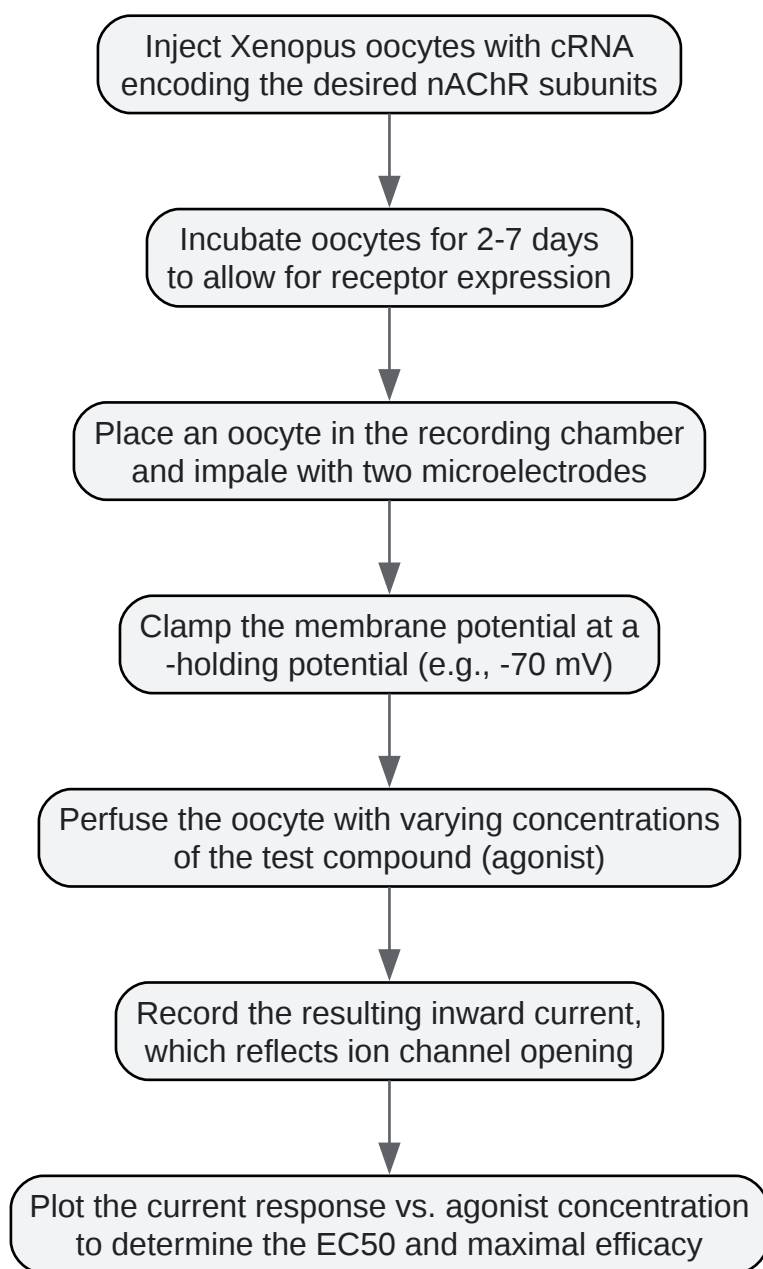 Inject Xenopus oocytes with cRNA
encoding the desired nAChR subunits
Incubate oocytes for 2-7 days
to allow for receptor expression
Place an oocyte in the recording chamber
and impale with two microelectrodes
Clamp the membrane potential at a
-holding potential (e.g., -70 mV)
Perfuse the oocyte with varying concentrations
of the test compound (agonist)
Record the resulting inward current,
which reflects ion channel opening
Plot the current response vs. agonist concentration
to determine the EC50 and maximal efficacy